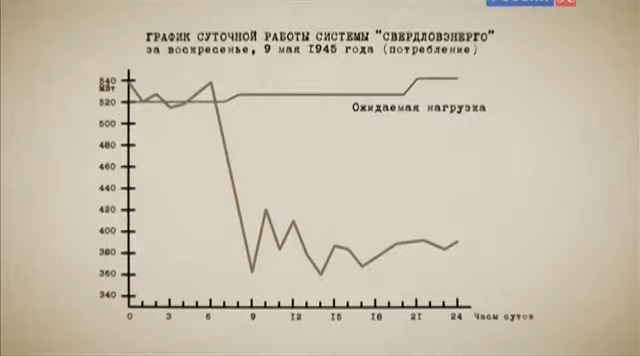 ГРАФИК СУТОЧНОЙ РАБОТЫ СИСТЕМЫ "СВЕРДЛОВЭНЕРГО"
за воскресенье, 9 мая 1945 года (потребление)
540
МВт
520
Ожидаемая нагрузка
500
480
460
440
420
400
380
360
340
0 3 6 9 12 15 18 21 24 Часы суток